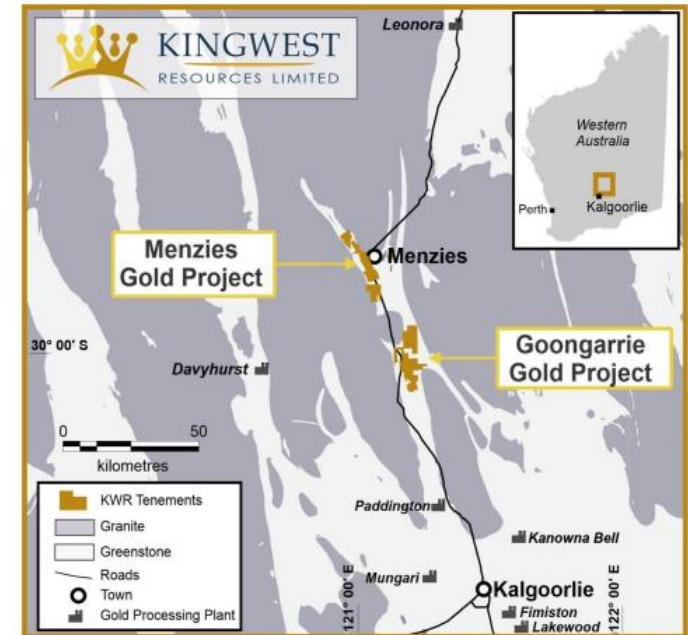 KINGWEST
RESOURCES LIMITED
Leonora
Western
Australia
Perth
Kalgoorlie
Menzies
Gold Project
Menzies
30° 00' S
Davyhurst
Goongarrie
Gold Project
0
50
kilometres
KWR Tenements
Granite
Greenstone
Roads
Town
Gold Processing Plant
Paddington
Kanowna Bell
Mungari
Kalgoorlie
Fimiston
Lakewood
121° 00' E
122° 00' E